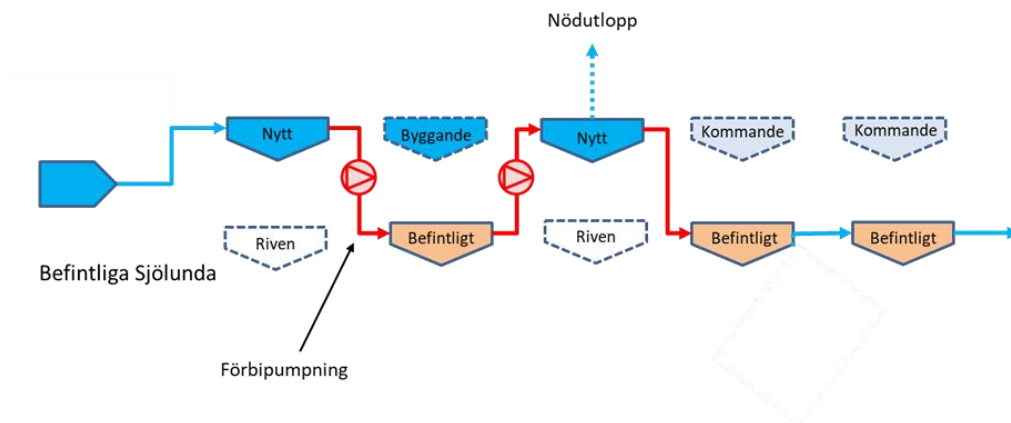 Nödutlopp
Nytt
Byggande
Nytt
Kommande
Kommande
Riven
Befintligt
Riven
Befintligt
Befintligt
Befintliga Sjölunda
Förbipumpning